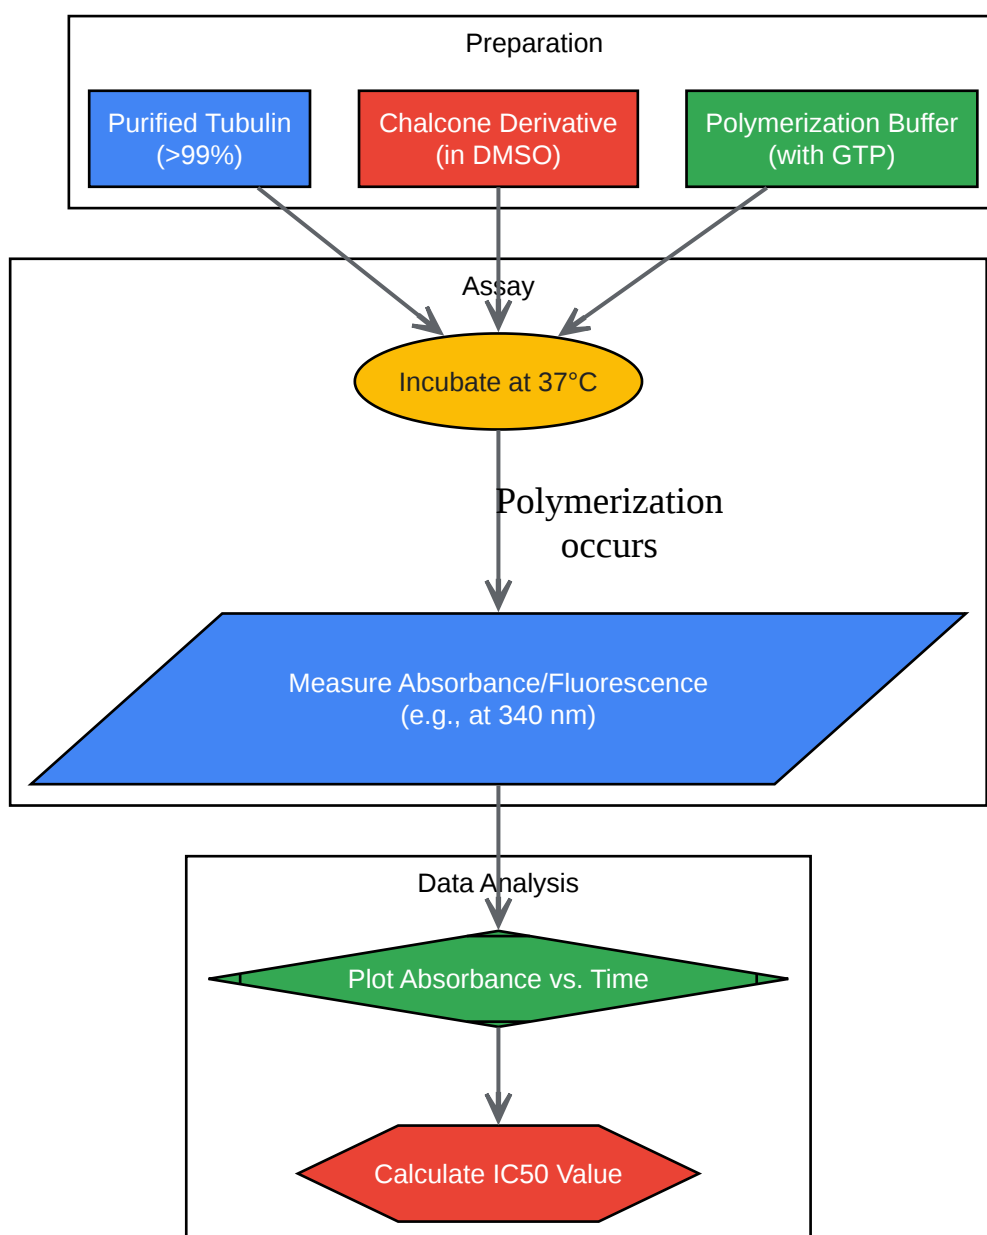 Preparation
Purified Tubulin
(>99%)
Chalcone Derivative
(in DMSO)
Polymerization Buffer
(with GTP)
Assay
Incubate at 37°C
Polymerization
occurs
Measure Absorbance/Fluorescence
(e.g., at 340 nm)
Data Analysis
Plot Absorbance vs. Time
Calculate IC50 Value